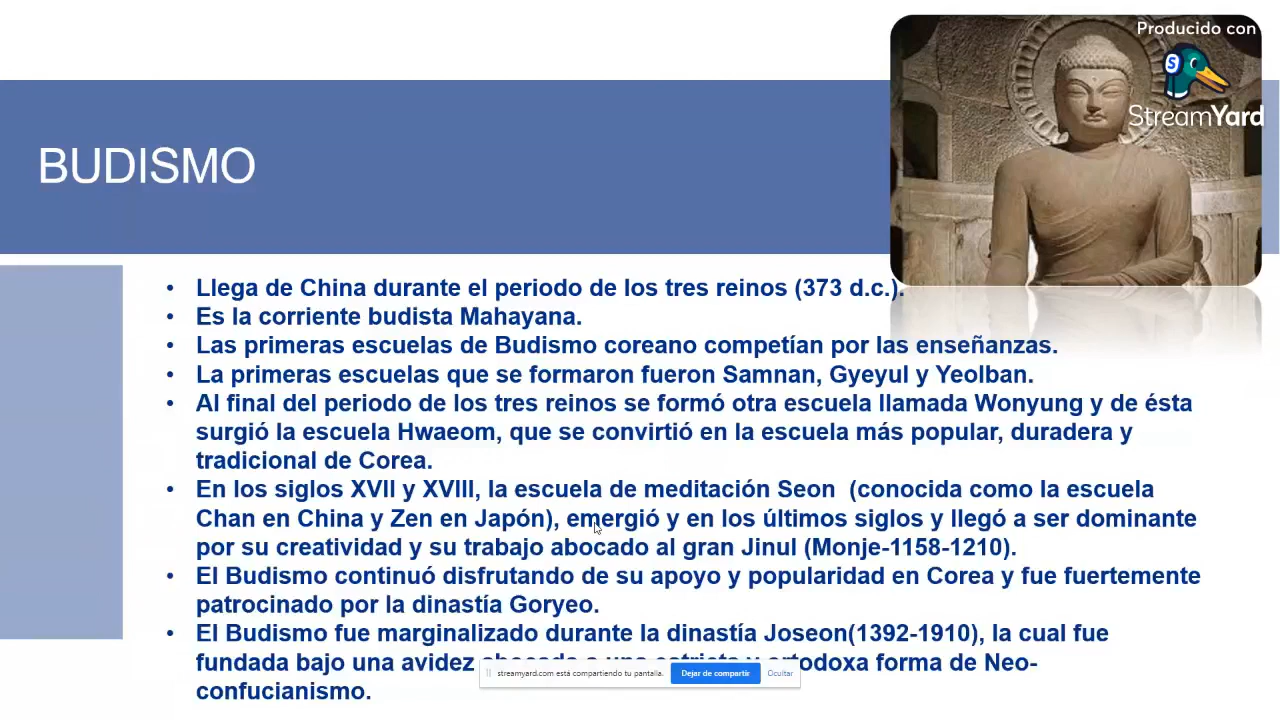 Producido con
StreamYard
BUDISMO
• Llega de China durante el periodo de los tres reinos (373 d.c.).
• Es la corriente budista Mahayana.
• Las primeras escuelas de Budismo coreano competían por las enseñanzas.
• La primeras escuelas que se formaron fueron Samnan, Gyeyul y Yeolban.
• Al final del periodo de los tres reinos se formó otra escuela llamada Wonyung y de ésta
surgió la escuela Hwaeom, que se convirtió en la escuela más popular, duradera y
tradicional de Corea.
• En los siglos XVII y XVIII, la escuela de meditación Seon (conocida como la escuela
Chan en China y Zen en Japón), emergió y en los últimos siglos y llegó a ser dominante
por su creatividad y su trabajo abocado al gran Jinul (Monje-1158-1210).
• El Budismo continuó disfrutando de su apoyo y popularidad en Corea y fue fuertemente
patrocinado por la dinastía Goryeo.
• El Budismo fue marginalizado durante la dinastía Joseon(1392-1910), la cual fue
fundada bajo una avidez forma de Neo-
confucianismo.
streamyard.com está compartiendo tu pantalla. Dejar de compartir Ocultar